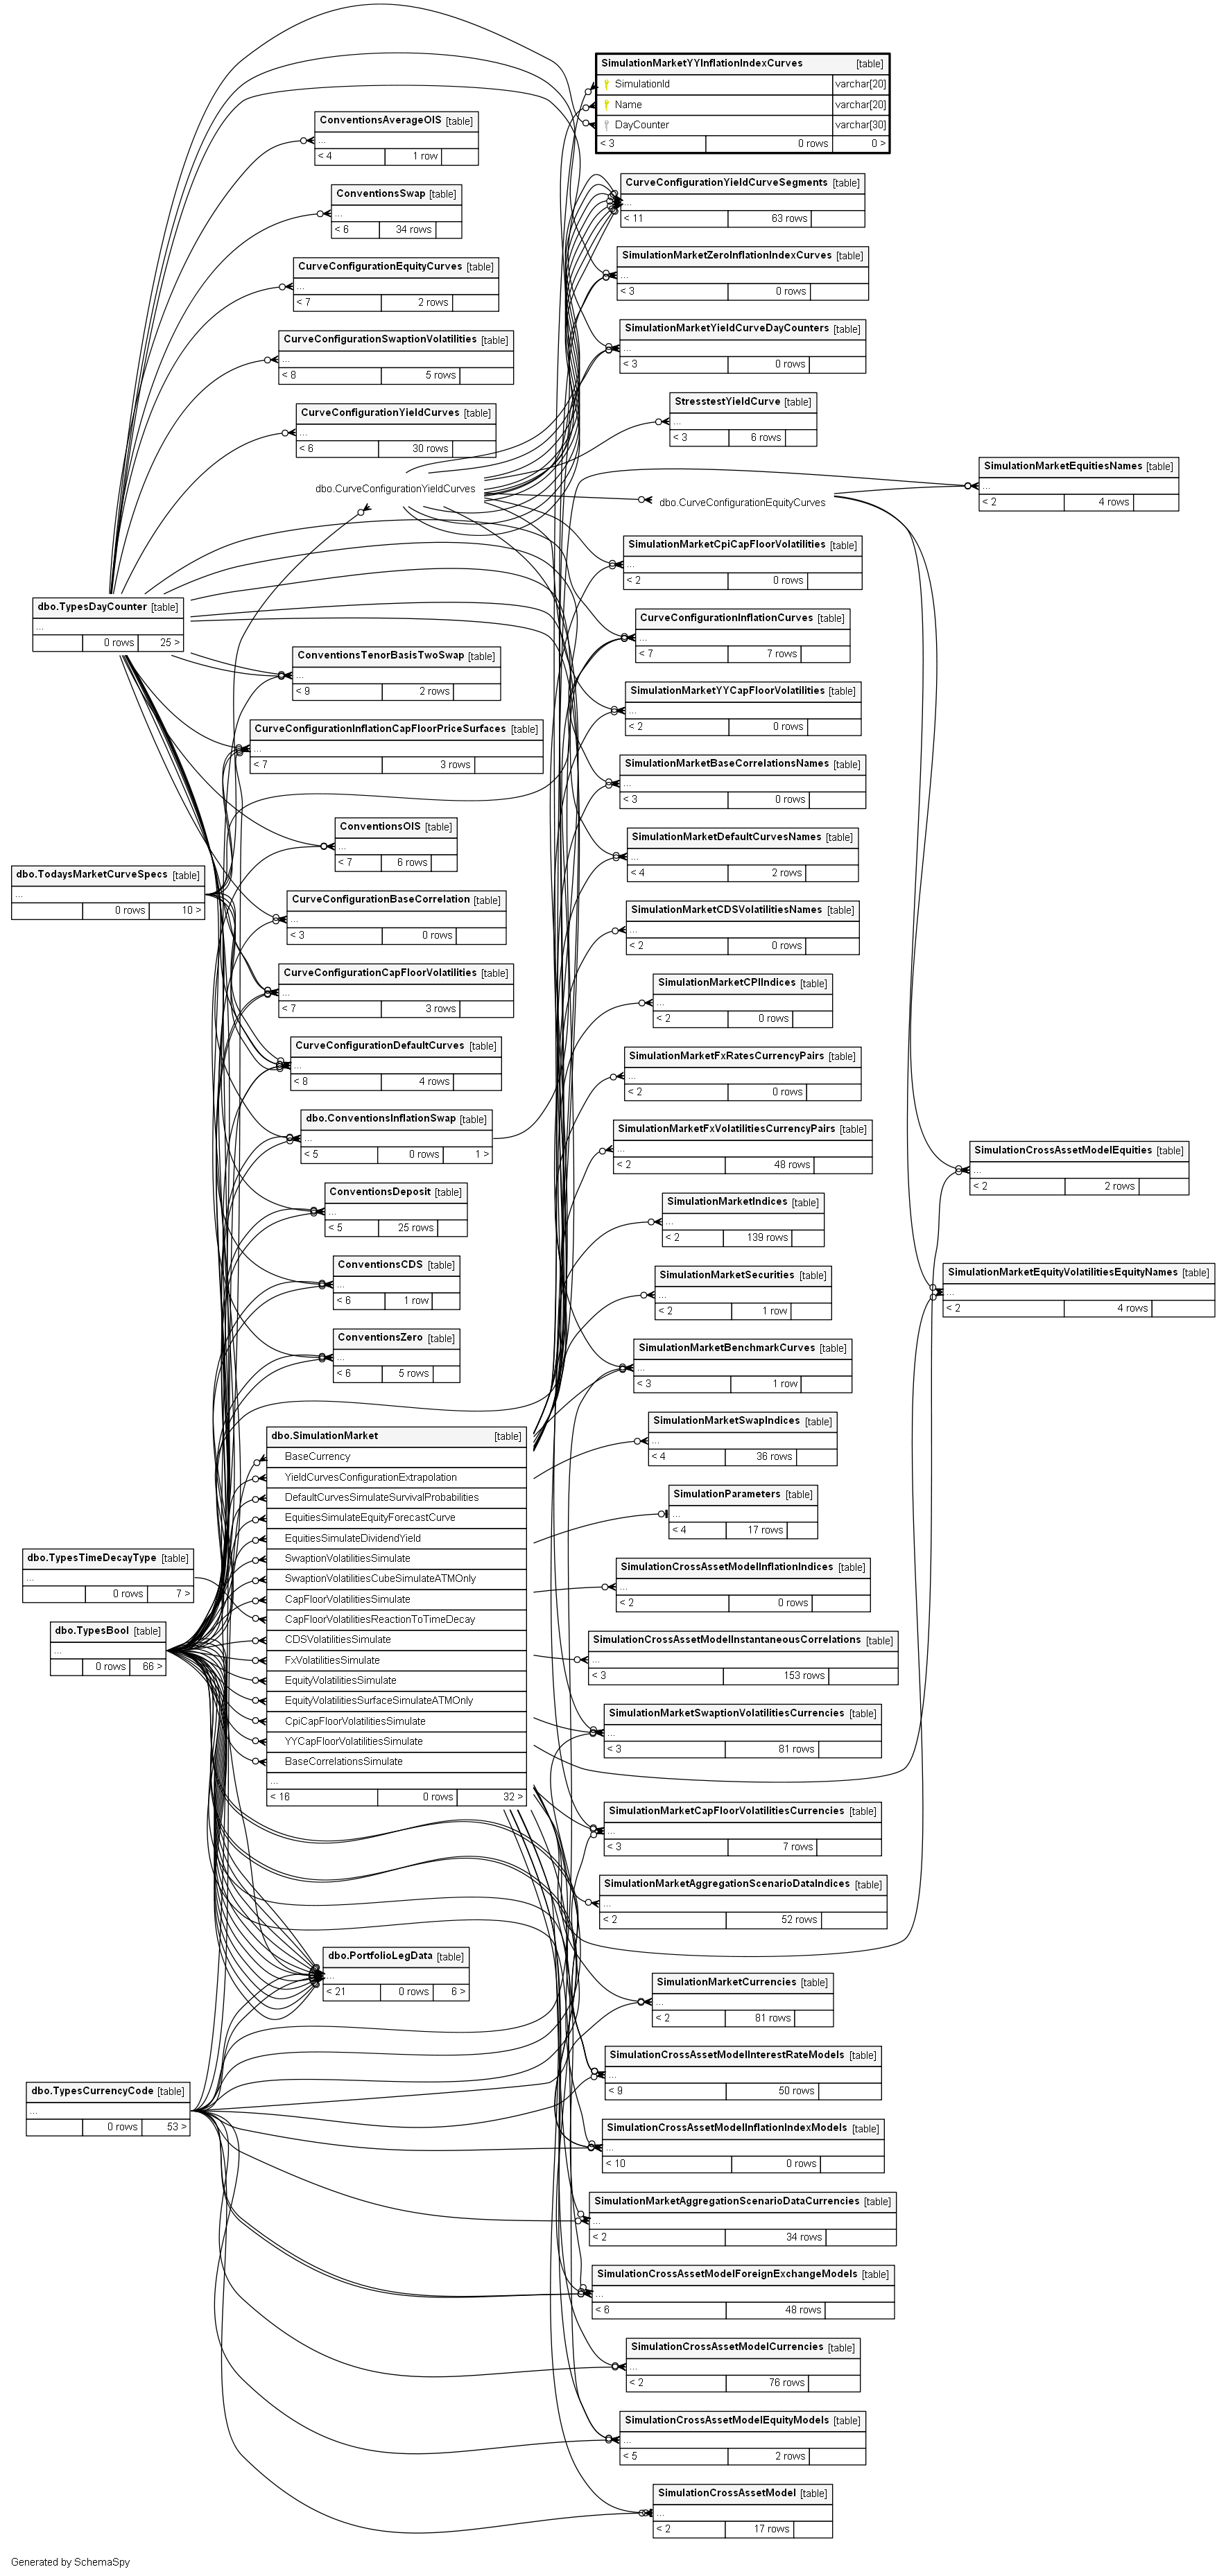 SimulationMarketYYInflationIndexCurves [table]
SimulationId varchar[20]
Name varchar[20]
DayCounter varchar[30]
< 3 0 rows 0 >
ConventionsAverageOIS [table]
...
< 4 1 row
CurveConfigurationYieldCurveSegments [table]
...
< 11 63 rows
ConventionsSwap [table]
...
< 6 34 rows
SimulationMarketZeroInflationIndexCurves [table]
...
< 3 0 rows
CurveConfigurationEquityCurves [table]
...
< 7 2 rows
SimulationMarketYieldCurveDayCounters [table]
...
< 3 0 rows
CurveConfigurationSwaptionVolatilities [table]
...
< 8 5 rows
StresstestYieldCurve [table]
...
< 3 6 rows
CurveConfigurationYieldCurves [table]
...
< 6 30 rows
SimulationMarketEquitiesNames [table]
...
< 2 4 rows
dbo.CurveConfigurationYieldCurves
dbo.CurveConfigurationEquityCurves
SimulationMarketCpiCapFloorVolatilities [table]
...
< 2 0 rows
dbo.TypesDayCounter [table]
...
0 rows 25 >
CurveConfigurationInflationCurves [table]
...
< 7 7 rows
ConventionsTenorBasisTwoSwap [table]
...
< 9 2 rows
SimulationMarketYYCapFloorVolatilities [table]
...
< 2 0 rows
CurveConfigurationInflationCapFloorPriceSurfaces [table]
...
< 7 3 rows
SimulationMarketBaseCorrelationsNames [table]
...
< 3 0 rows
ConventionsOIS [table]
...
< 7 6 rows
SimulationMarketDefaultCurvesNames [table]
...
< 4 2 rows
dbo.TodaysMarketCurveSpecs [table]
...
0 rows 10 >
CurveConfigurationBaseCorrelation [table]
...
< 3 0 rows
SimulationMarketCDSVolatilitiesNames [table]
...
< 2 0 rows
CurveConfigurationCapFloorVolatilities [table]
...
< 7 3 rows
SimulationMarketCPIIndices [table]
...
< 2 0 rows
CurveConfigurationDefaultCurves [table]
...
< 8 4 rows
SimulationMarketFxRatesCurrencyPairs [table]
...
< 2 0 rows
dbo.ConventionsInflationSwap [table]
...
< 5 0 rows 1 >
SimulationMarketFxVolatilitiesCurrencyPairs [table]
...
< 2 48 rows
SimulationCrossAssetModelEquities [table]
...
< 2 2 rows
ConventionsDeposit [table]
...
< 5 25 rows
SimulationMarketIndices [table]
...
< 2 139 rows
ConventionsCDS [table]
...
< 6 1 row
SimulationMarketSecurities [table]
...
< 2 1 row
SimulationMarketEquityVolatilitiesEquityNames [table]
...
< 2 4 rows
ConventionsZero [table]
...
< 6 5 rows
SimulationMarketBenchmarkCurves [table]
...
< 3 1 row
SimulationMarketSwapIndices [table]
...
< 4 36 rows
dbo.SimulationMarket [table]
BaseCurrency
YieldCurvesConfigurationExtrapolation
DefaultCurvesSimulateSurvivalProbabilities
EquitiesSimulateEquityForecastCurve
EquitiesSimulateDividendYield
SwaptionVolatilitiesSimulate
SwaptionVolatilitiesCubeSimulateATMOnly
CapFloorVolatilitiesSimulate
CapFloorVolatilitiesReactionToTimeDecay
CDSVolatilitiesSimulate
FxVolatilitiesSimulate
EquityVolatilitiesSimulate
EquityVolatilitiesSurfaceSimulateATMOnly
CpiCapFloorVolatilitiesSimulate
YYCapFloorVolatilitiesSimulate
BaseCorrelationsSimulate
...
< 16 0 rows 32 >
SimulationParameters [table]
...
< 4 17 rows
dbo.TypesTimeDecayType [table]
...
0 rows 7 >
SimulationCrossAssetModelInflationIndices [table]
...
< 2 0 rows
dbo.TypesBool [table]
...
0 rows 66 >
SimulationCrossAssetModelInstantaneousCorrelations [table]
...
< 3 153 rows
SimulationMarketSwaptionVolatilitiesCurrencies [table]
...
< 3 81 rows
SimulationMarketCapFloorVolatilitiesCurrencies [table]
...
< 3 7 rows
SimulationMarketAggregationScenarioDataIndices [table]
...
< 2 52 rows
dbo.PortfolioLegData [table]
...
< 21 0 rows 6 >
SimulationMarketCurrencies [table]
...
< 2 81 rows
SimulationCrossAssetModelInterestRateModels [table]
...
< 9 50 rows
dbo.TypesCurrencyCode [table]
...
0 rows 53 >
SimulationCrossAssetModelInflationIndexModels [table]
...
< 10 0 rows
SimulationMarketAggregationScenarioDataCurrencies [table]
...
< 2 34 rows
SimulationCrossAssetModelForeignExchangeModels [table]
...
< 6 48 rows
SimulationCrossAssetModelCurrencies [table]
...
< 2 76 rows
SimulationCrossAssetModelEquityModels [table]
...
< 5 2 rows
SimulationCrossAssetModel [table]
...
< 2 17 rows
Generated by SchemaSpy